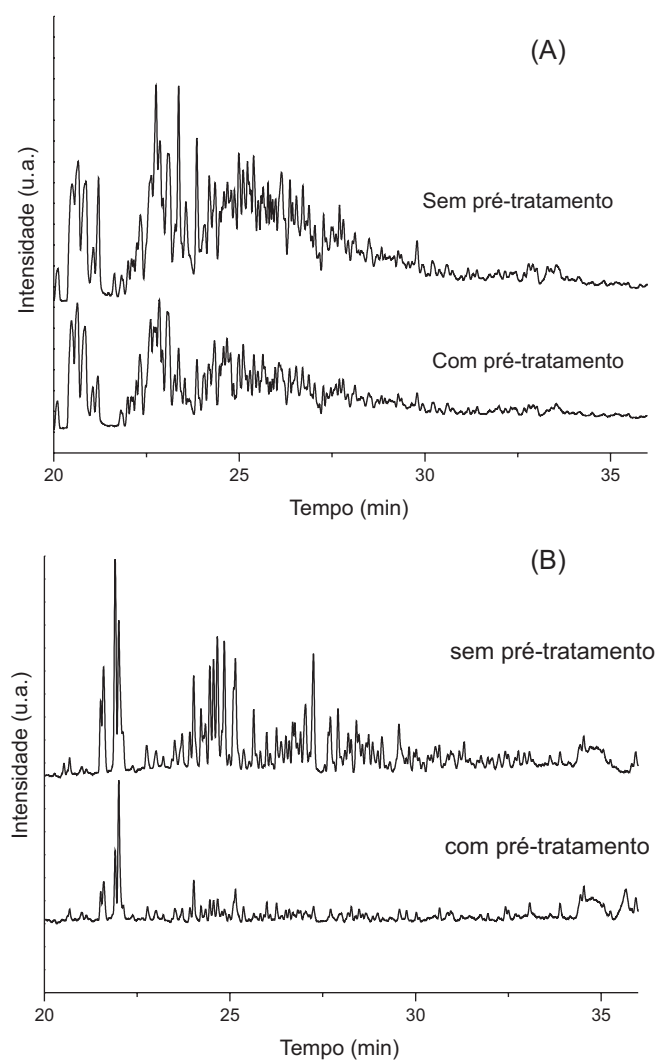 (A)
Intensidade (u.a.)
Sem pré-tratamento
Com pré-tratamento
20 25 30 35
Tempo (min)
(B)
Intensidade (u.a.)
sem pré-tratamento
com pré-tratamento
20 25 30 35
Tempo (min)